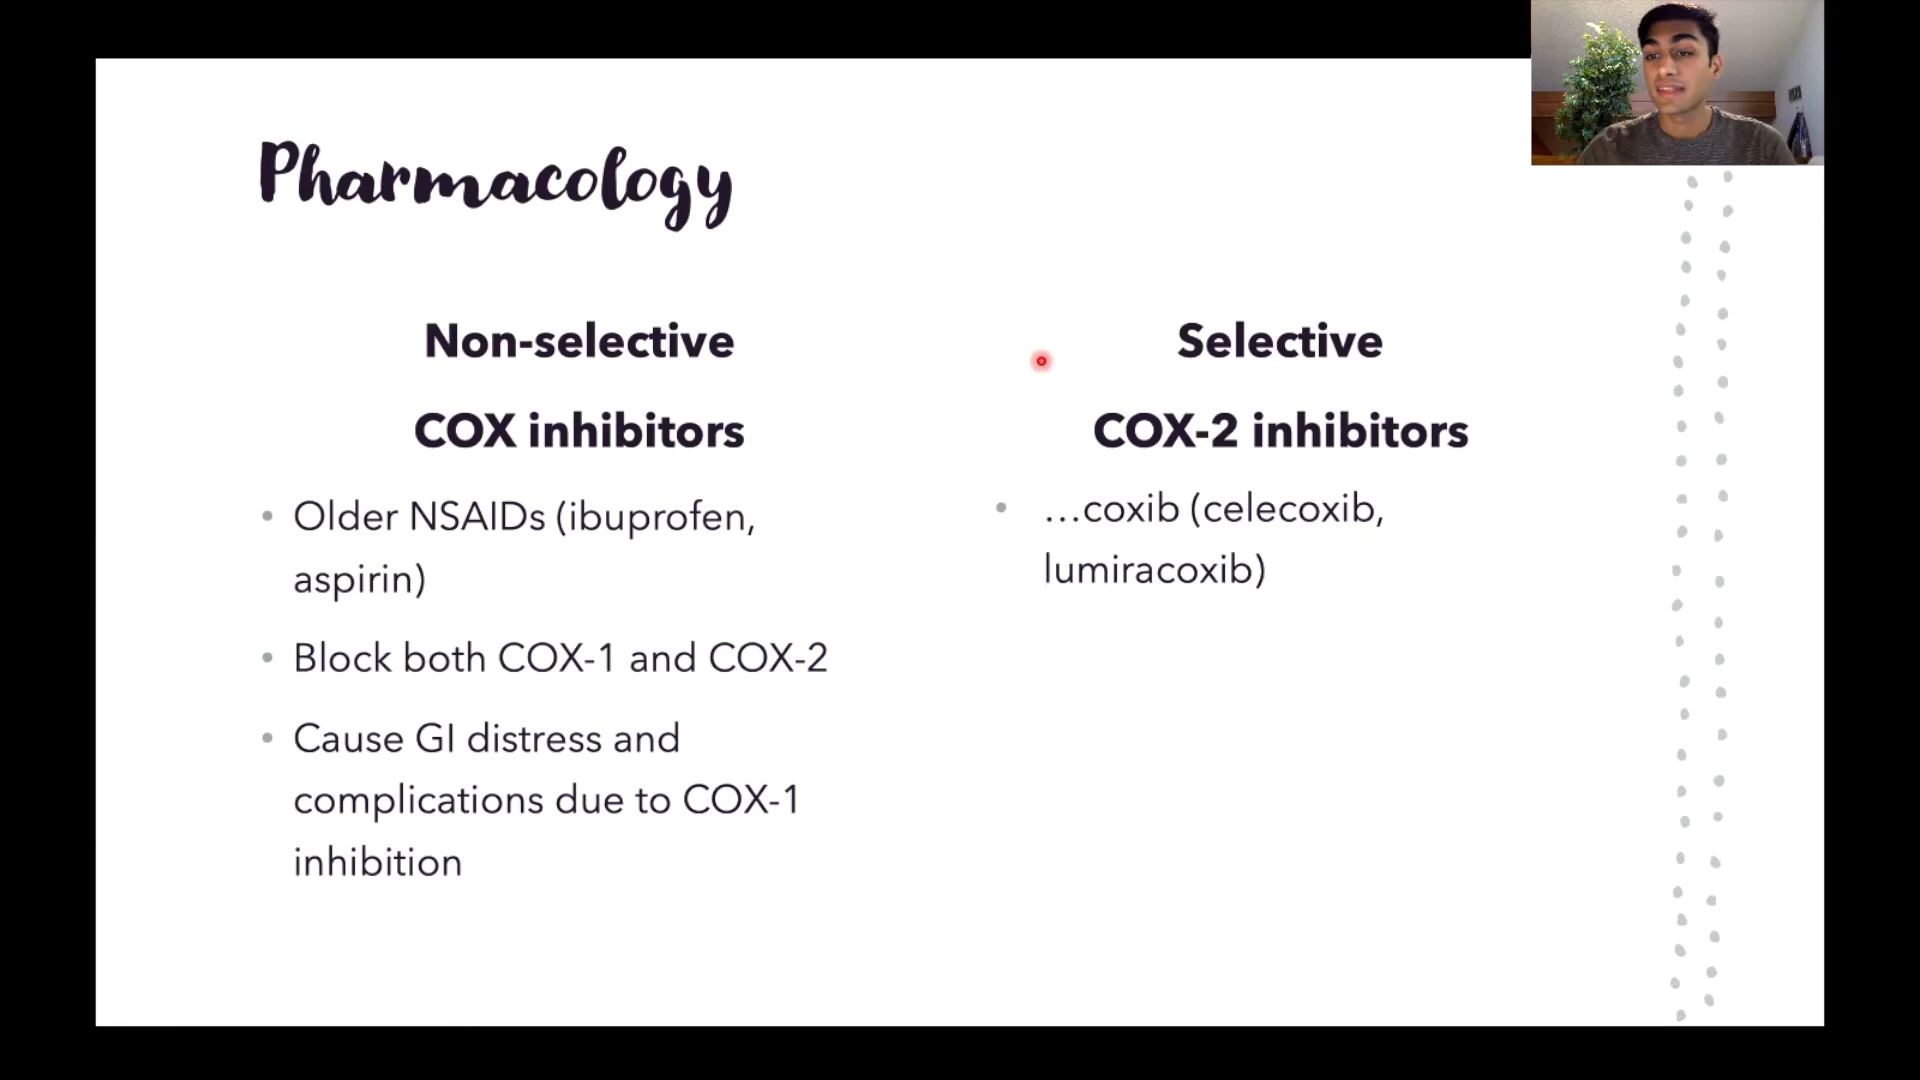 Pharmacology
Non-selective
COX inhibitors
• Older NSAIDs (ibuprofen,
aspirin)
• Block both COX-1 and COX-2
• Cause GI distress and
complications due to COX-1
inhibition
Selective
COX-2 inhibitors
• ...coxib (celecoxib,
lumiracoxib)